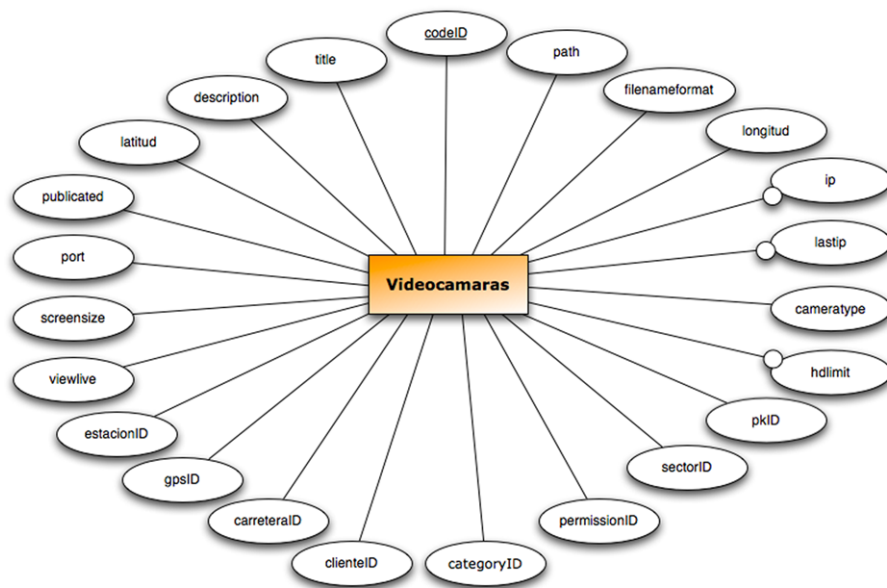 codeID
title
path
description
filenameformat
latitud
longitud
publicated
ip
port
lastip
Videocamaras
screensize
cameratype
viewlive
hdlimit
estacionID
pkID
gpsID
sectorID
carreteraID
permissionID
clienteID
categoryID